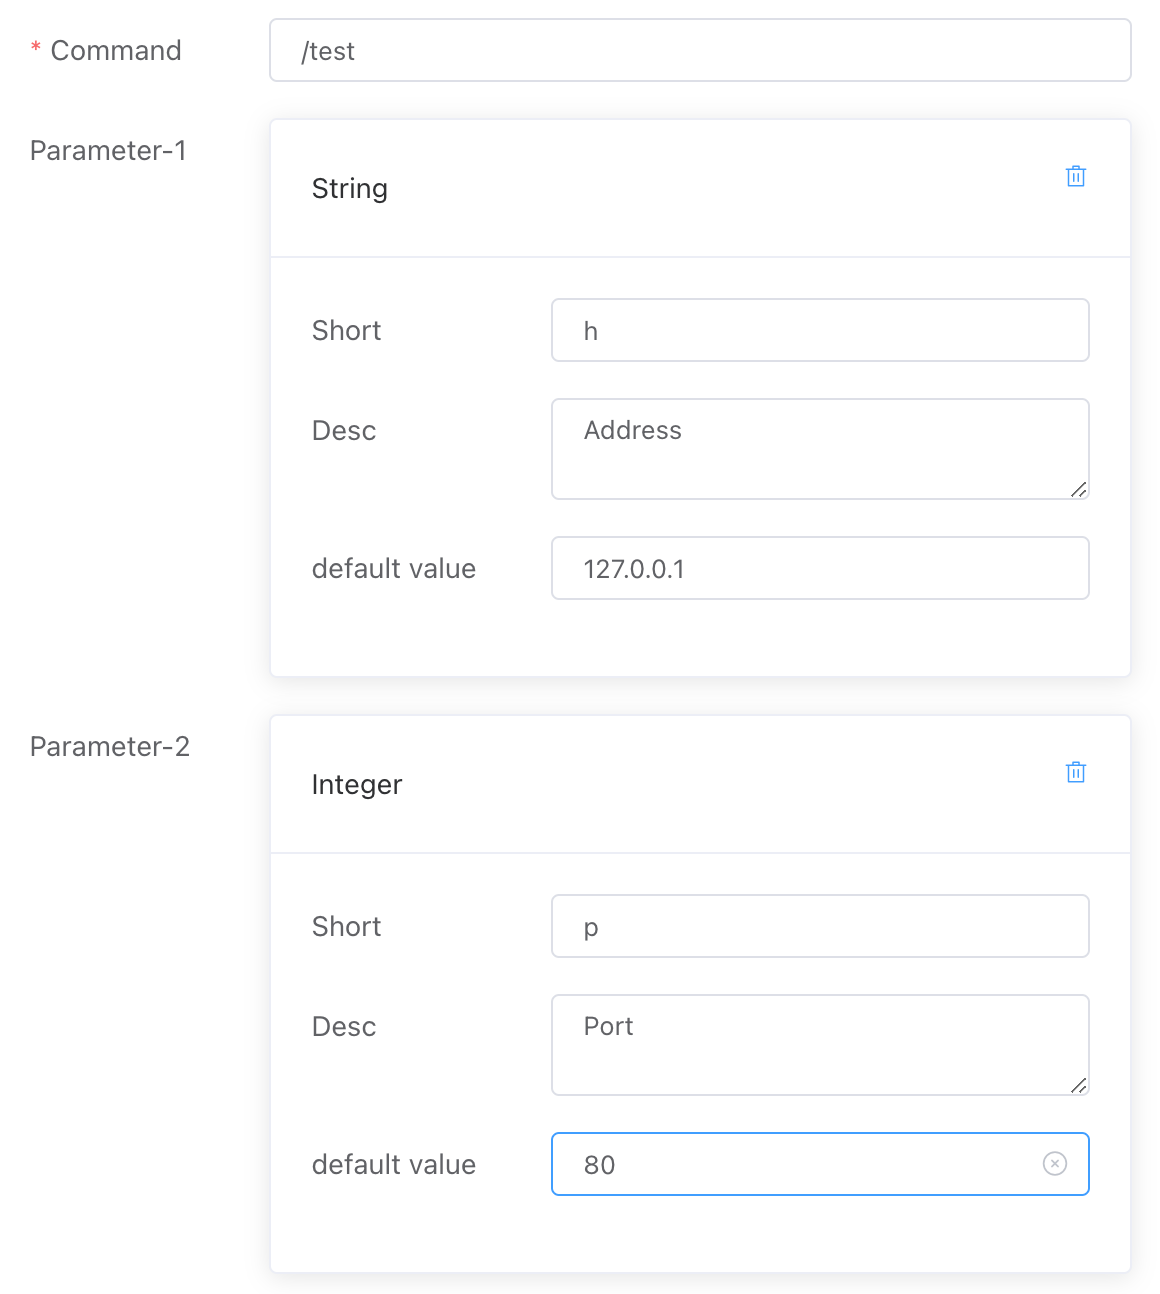 * Command
/test
Parameter-1
String
Short
h
Desc
Address
default value
127.0.0.1
Parameter-2
Integer
Short
p
Desc
Port
default value
80